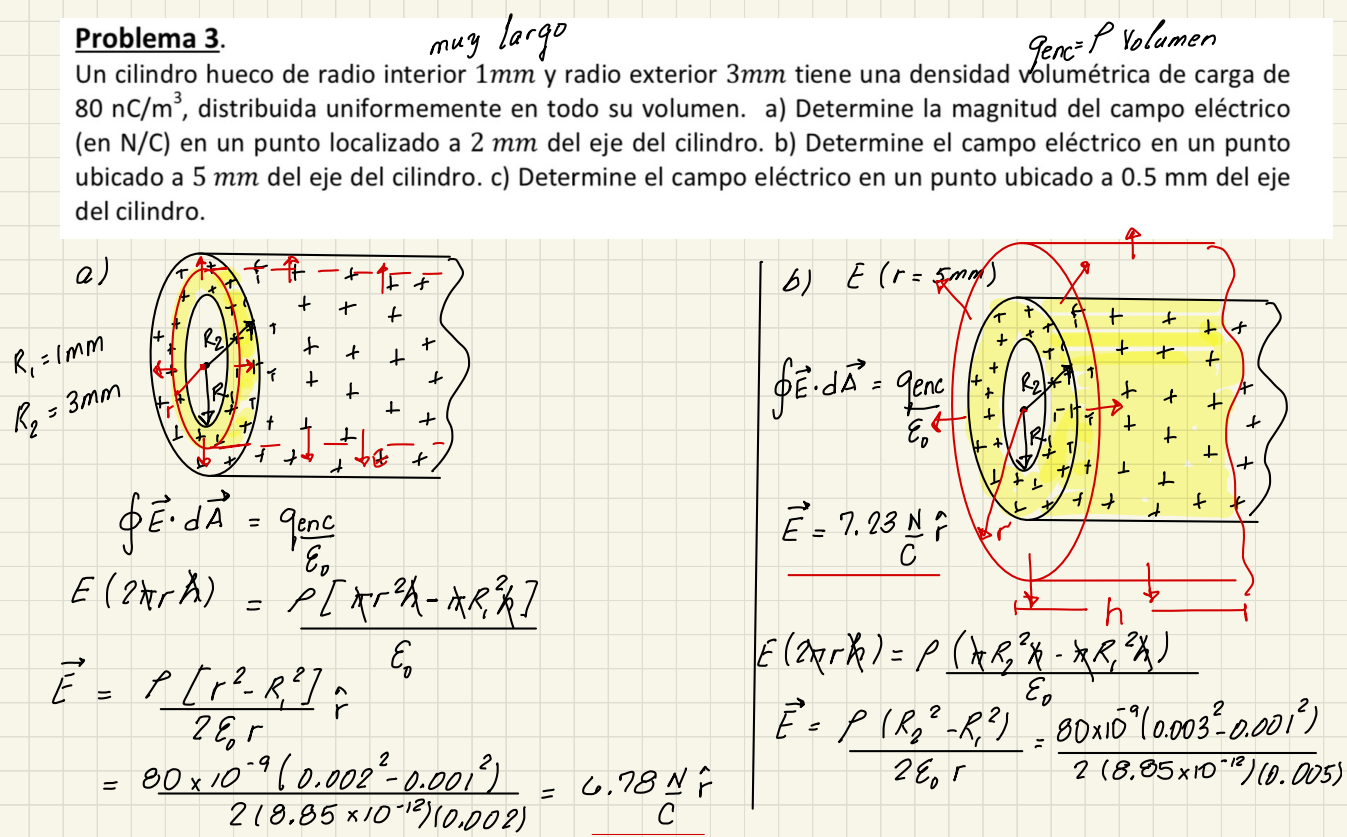 Problema 3.
muy largo
qenc = ρ Volumen
Un cilindro hueco de radio interior 1mm y radio exterior 3mm tiene una densidad volumétrica de carga de
80 nC/m³, distribuida uniformemente en todo su volumen. a) Determine la magnitud del campo eléctrico
(en N/C) en un punto localizado a 2 mm del eje del cilindro. b) Determine el campo eléctrico en un punto
ubicado a 5 mm del eje del cilindro. c) Determine el campo eléctrico en un punto ubicado a 0.5 mm del eje
del cilindro.
a)
R₁ = 1mm
R₂ = 3mm
R₂
R₁
r
∮E⃗·dA⃗ = qenc/ε₀
E(2πrh) = ρ[πr²h - πR₁²h]/ε₀
E⃗ = ρ[r² - R₁²]/2ε₀r r̂
= 80×10⁻⁹(0.002² - 0.001²)/2(8.85×10⁻¹²)(0.002) = 6.78 N/C r̂
b) E (r = 5mm)
∮E⃗·dA⃗ = qenc/ε₀
R₂
R₁
r
E⃗ = 7.23 N/C r̂
h
E(2πrh) = ρ(πR₂²h - πR₁²h)/ε₀
E⃗ = ρ(R₂² - R₁²)/2ε₀r = 80×10⁻⁹(0.003² - 0.001²)/2(8.85×10⁻¹²)(0.005)